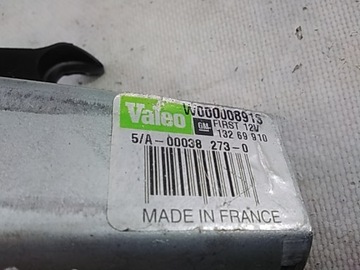 Valeo
W000008915
GM FIRST 12V
132 69 910
5/A-00038 273-0
MADE IN FRANCE